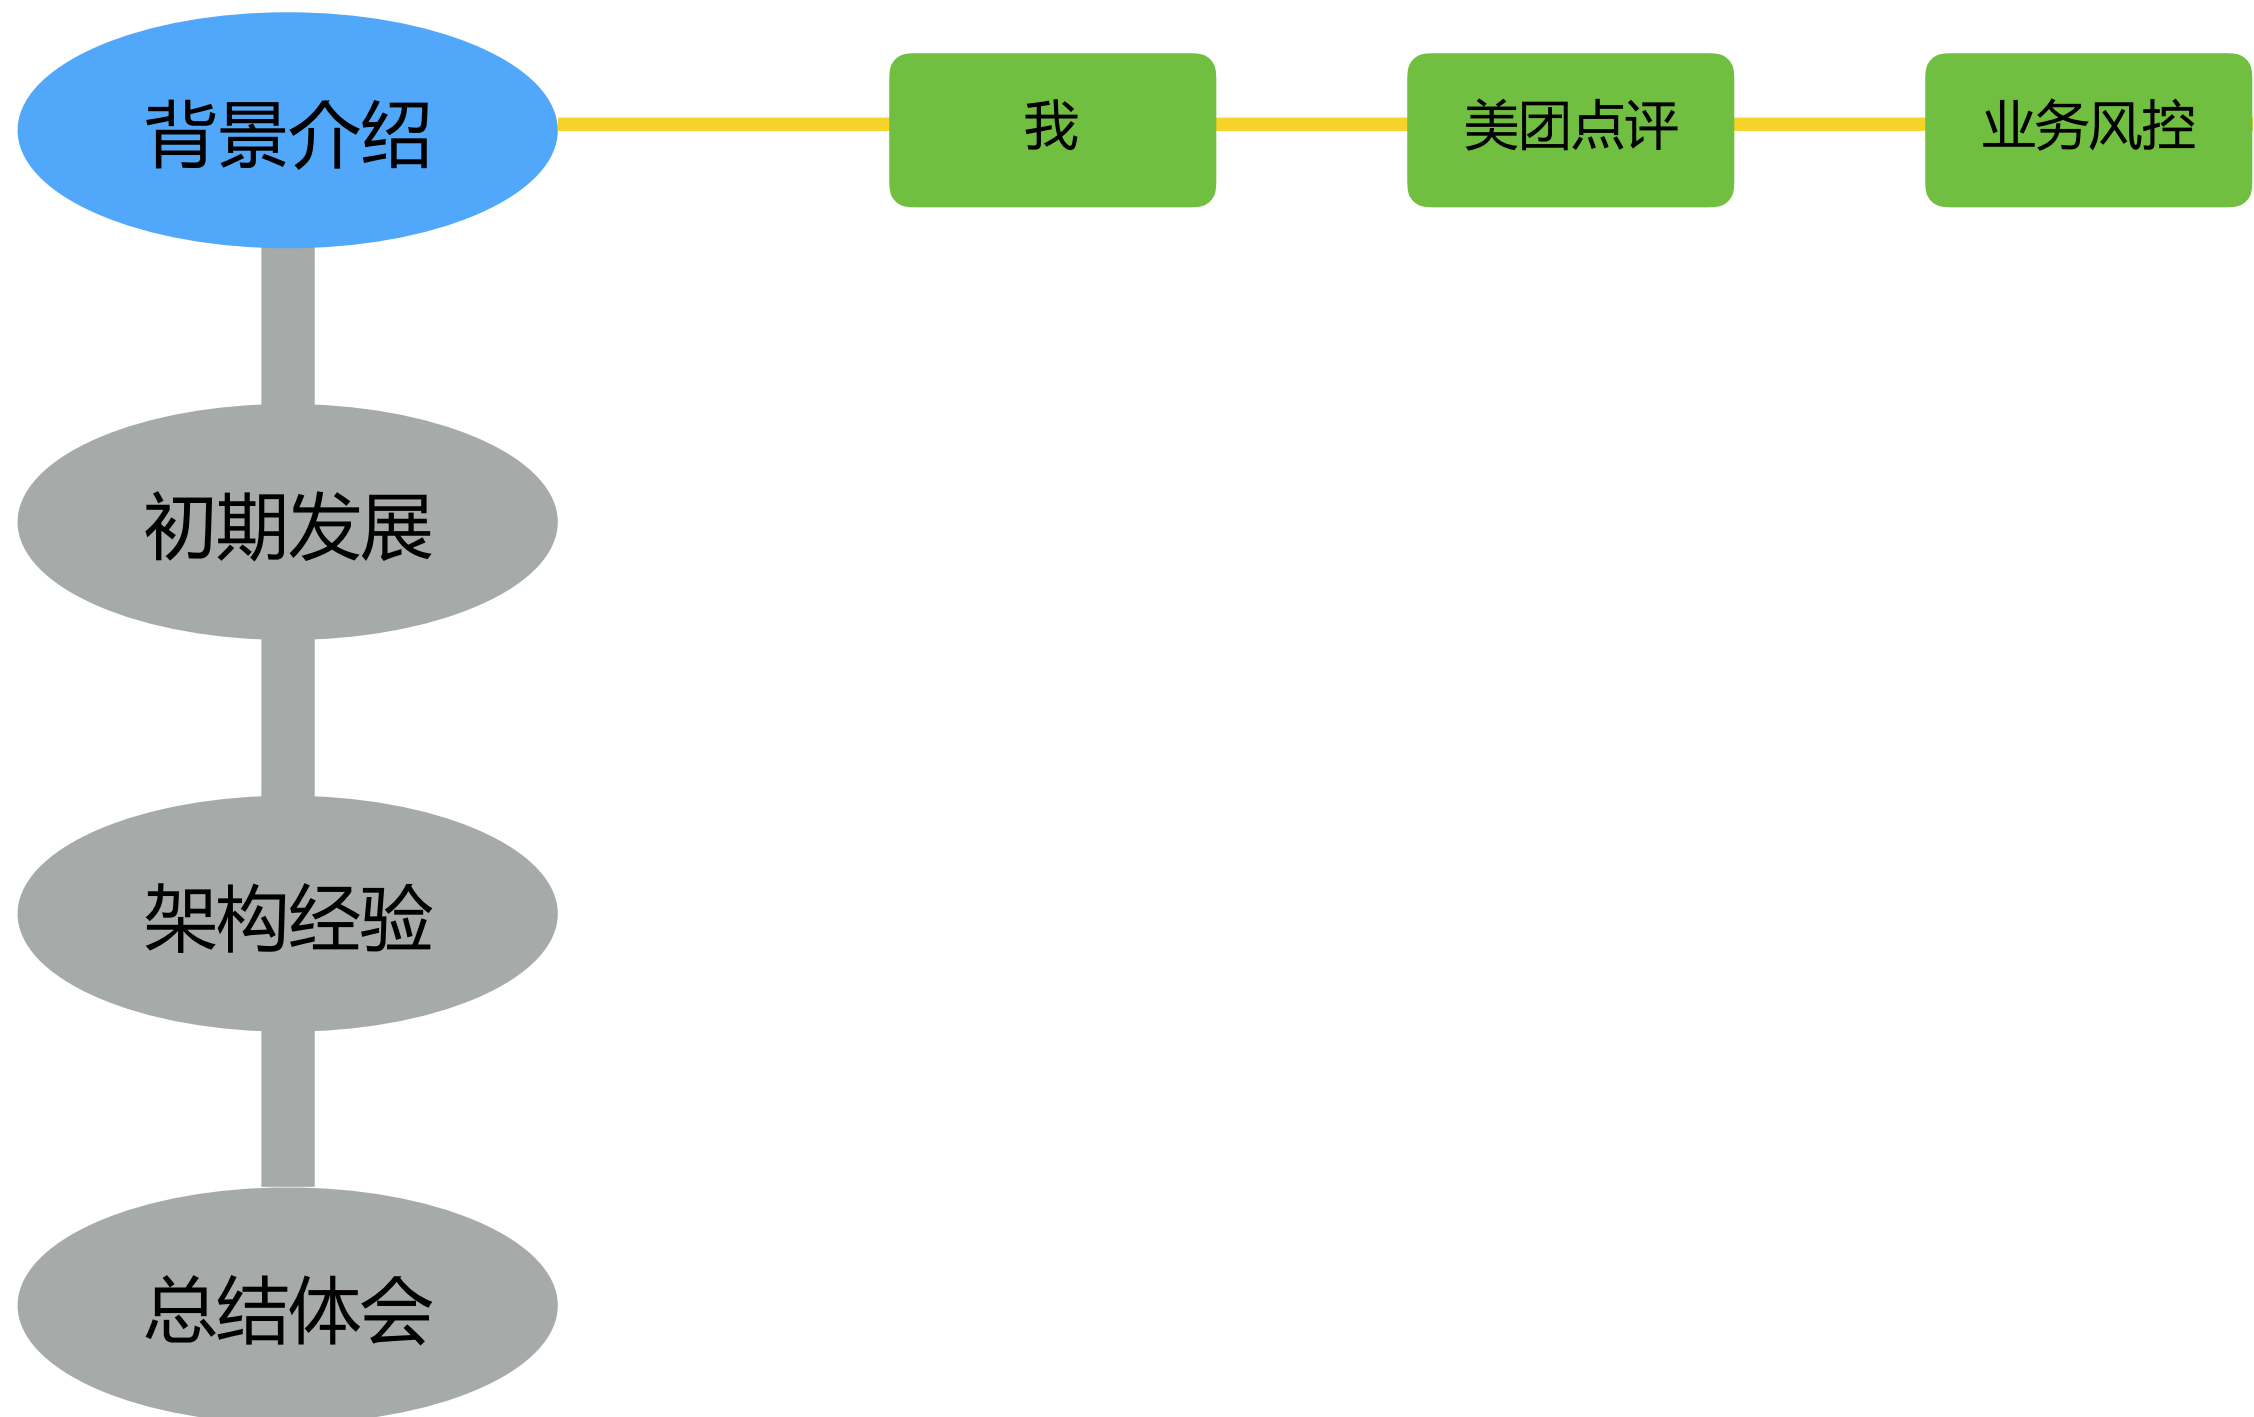 背景介绍
我
美团点评
业务风控
初期发展
架构经验
总结体会